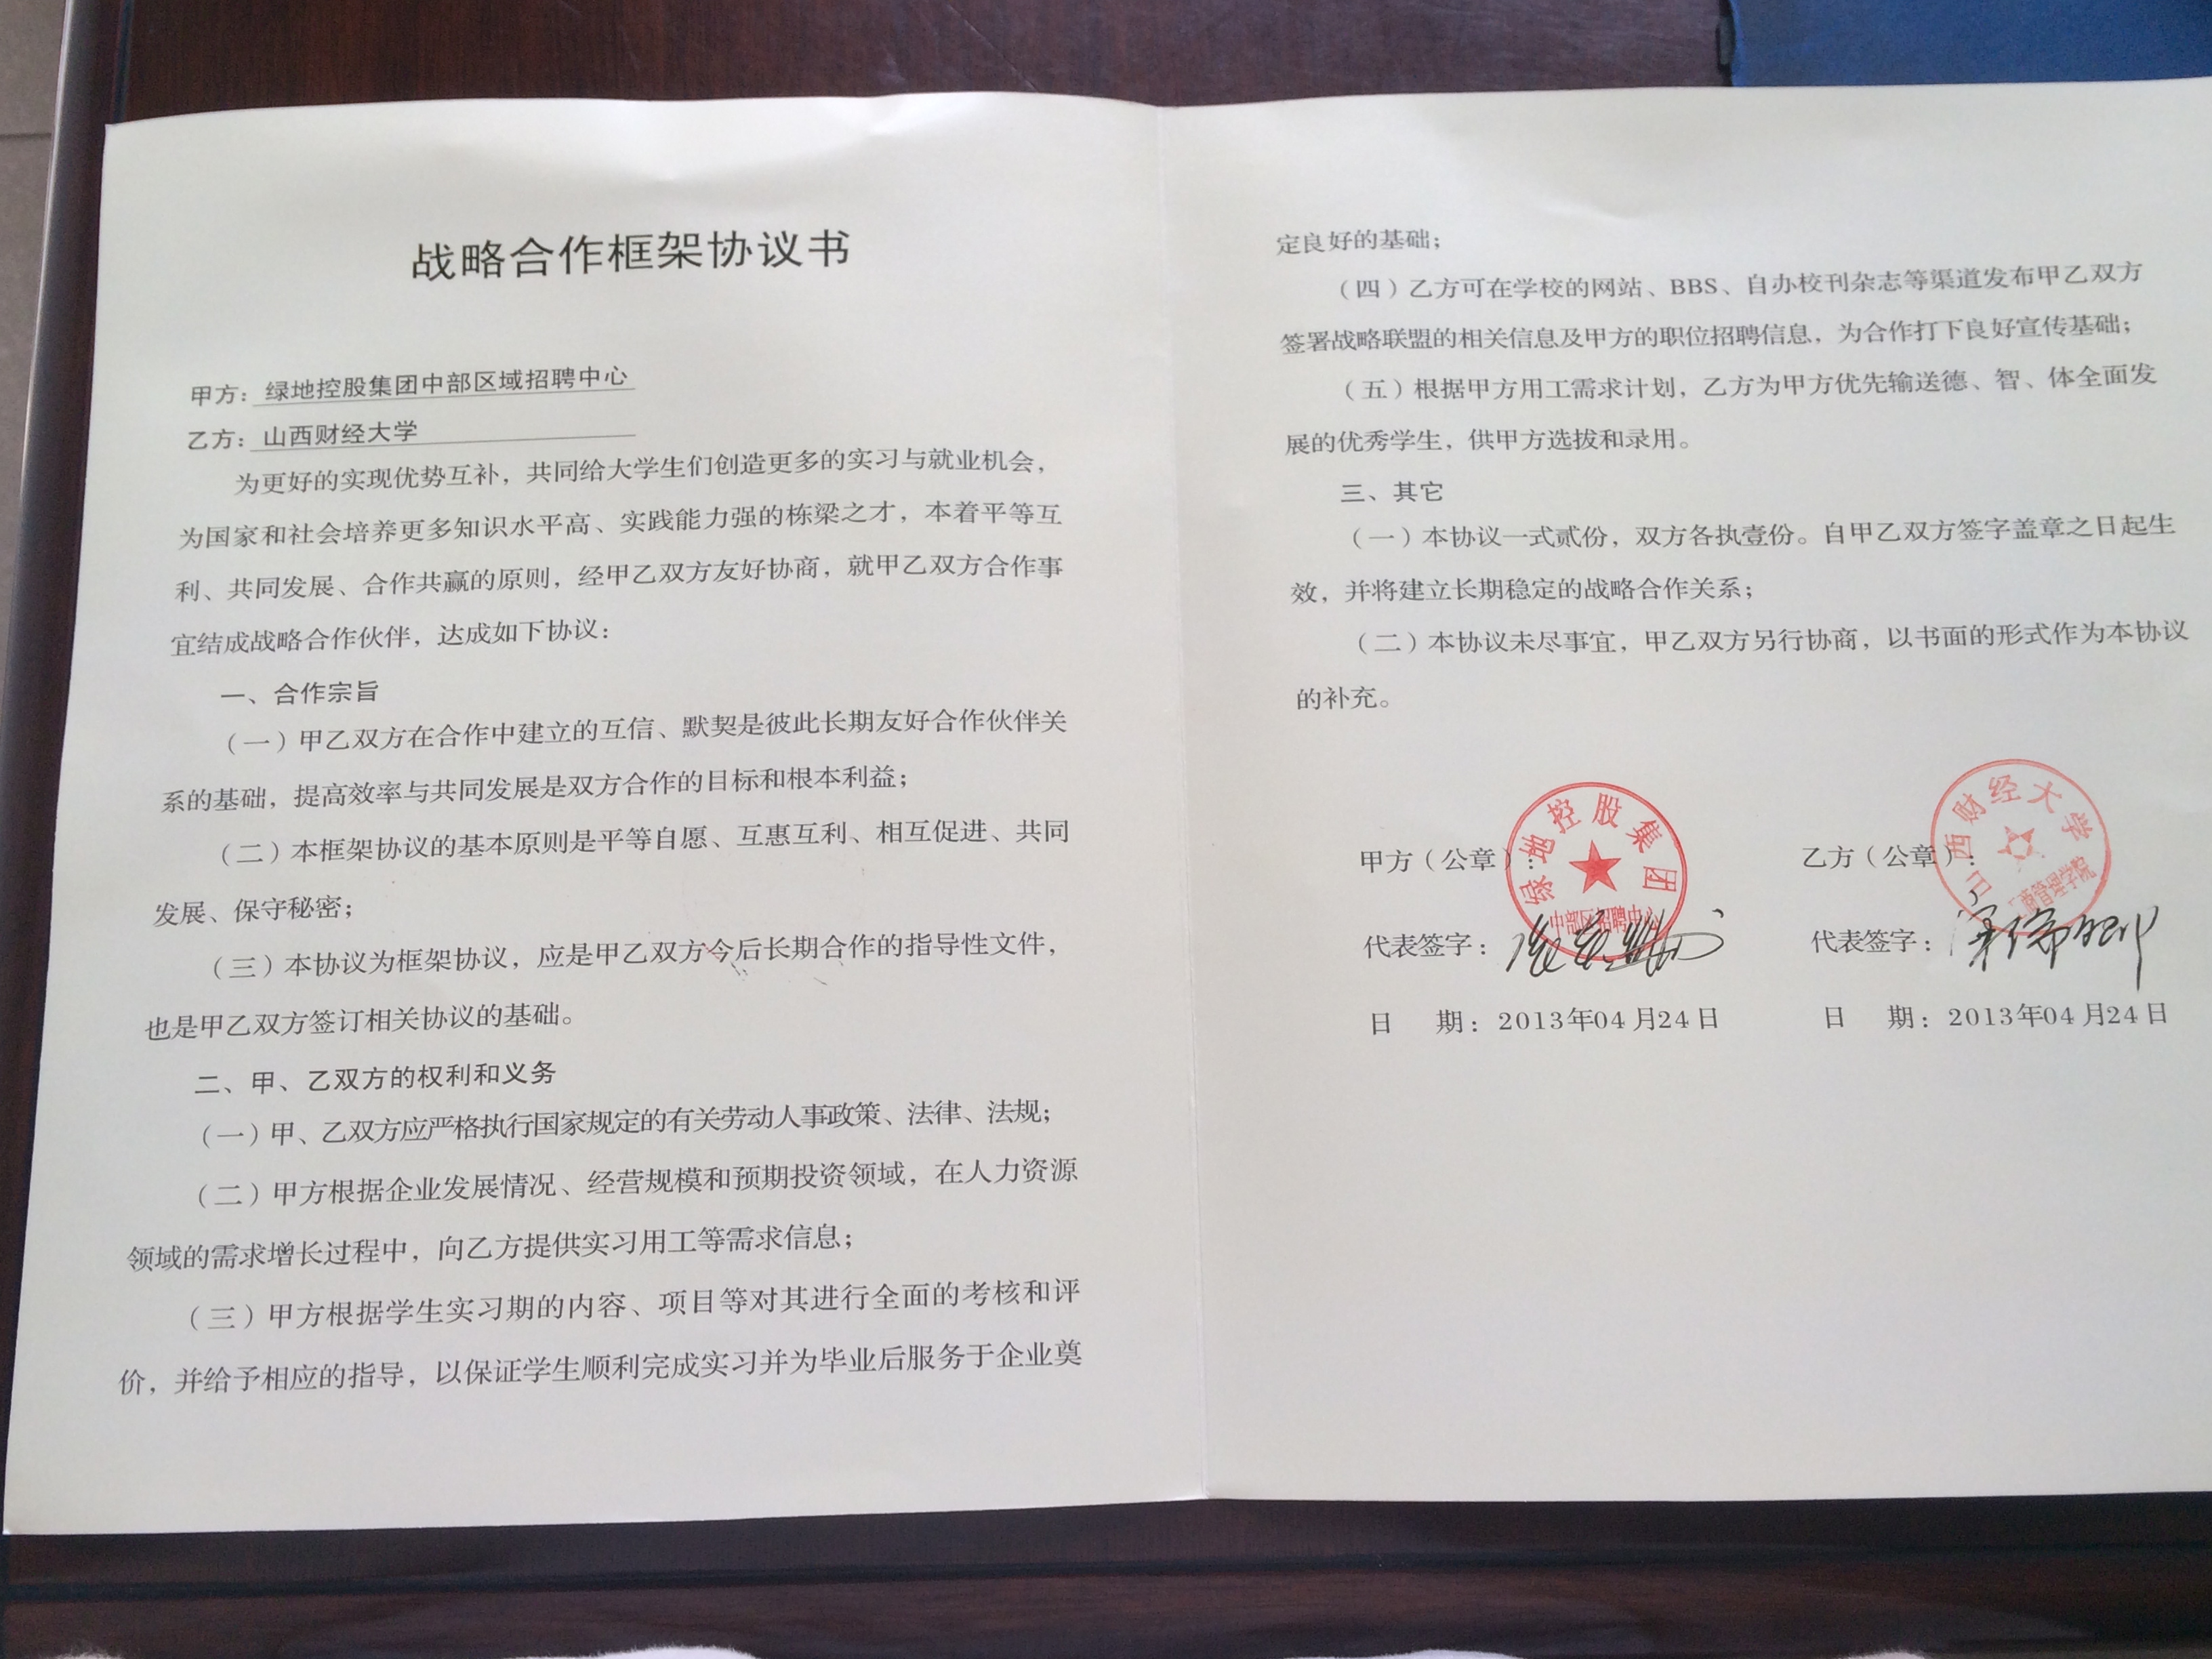 战略合作框架协议书
甲方：绿地控股集团中部区域招聘中心
乙方：山西财经大学
为更好的实现优势互补，共同给大学生们创造更多的实习与就业机会，
为国家和社会培养更多知识水平高、实践能力强的栋梁之才，本着平等互
利、共同发展、合作共赢的原则，经甲乙双方友好协商，就甲乙双方合作事
宜结成战略合作伙伴，达成如下协议：
一、合作宗旨
（一）甲乙双方在合作中建立的互信、默契是彼此长期友好合作伙伴关
系的基础，提高效率与共同发展是双方合作的目标和根本利益；
（二）本框架协议的基本原则是平等自愿、互惠互利、相互促进、共同
发展、保守秘密；
（三）本协议为框架协议，应是甲乙双方今后长期合作的指导性文件，
也是甲乙双方签订相关协议的基础。
二、甲、乙双方的权利和义务
（一）甲、乙双方应严格执行国家规定的有关劳动人事政策、法律、法规；
（二）甲方根据企业发展情况、经营规模和预期投资领域，在人力资源
领域的需求增长过程中，向乙方提供实习用工等需求信息；
（三）甲方根据学生实习期的内容、项目等对其进行全面的考核和评
价，并给予相应的指导，以保证学生顺利完成实习并为毕业后服务于企业奠
定良好的基础；
（四）乙方可在学校的网站、BBS、自办校刊杂志等渠道发布甲乙双方
签署战略联盟的相关信息及甲方的职位招聘信息，为合作打下良好宣传基础；
（五）根据甲方用工需求计划，乙方为甲方优先输送德、智、体全面发
展的优秀学生，供甲方选拔和录用。
三、其它
（一）本协议一式贰份，双方各执壹份。自甲乙双方签字盖章之日起生
效，并将建立长期稳定的战略合作关系；
（二）本协议未尽事宜，甲乙双方另行协商，以书面的形式作为本协议
的补充。
甲方（公章）：
绿地控股集团
中部区招聘中心
代表签字：
日 期：2013年04月24日
乙方（公章）：
山西财经大学
工商管理学院
代表签字：
日 期：2013年04月24日